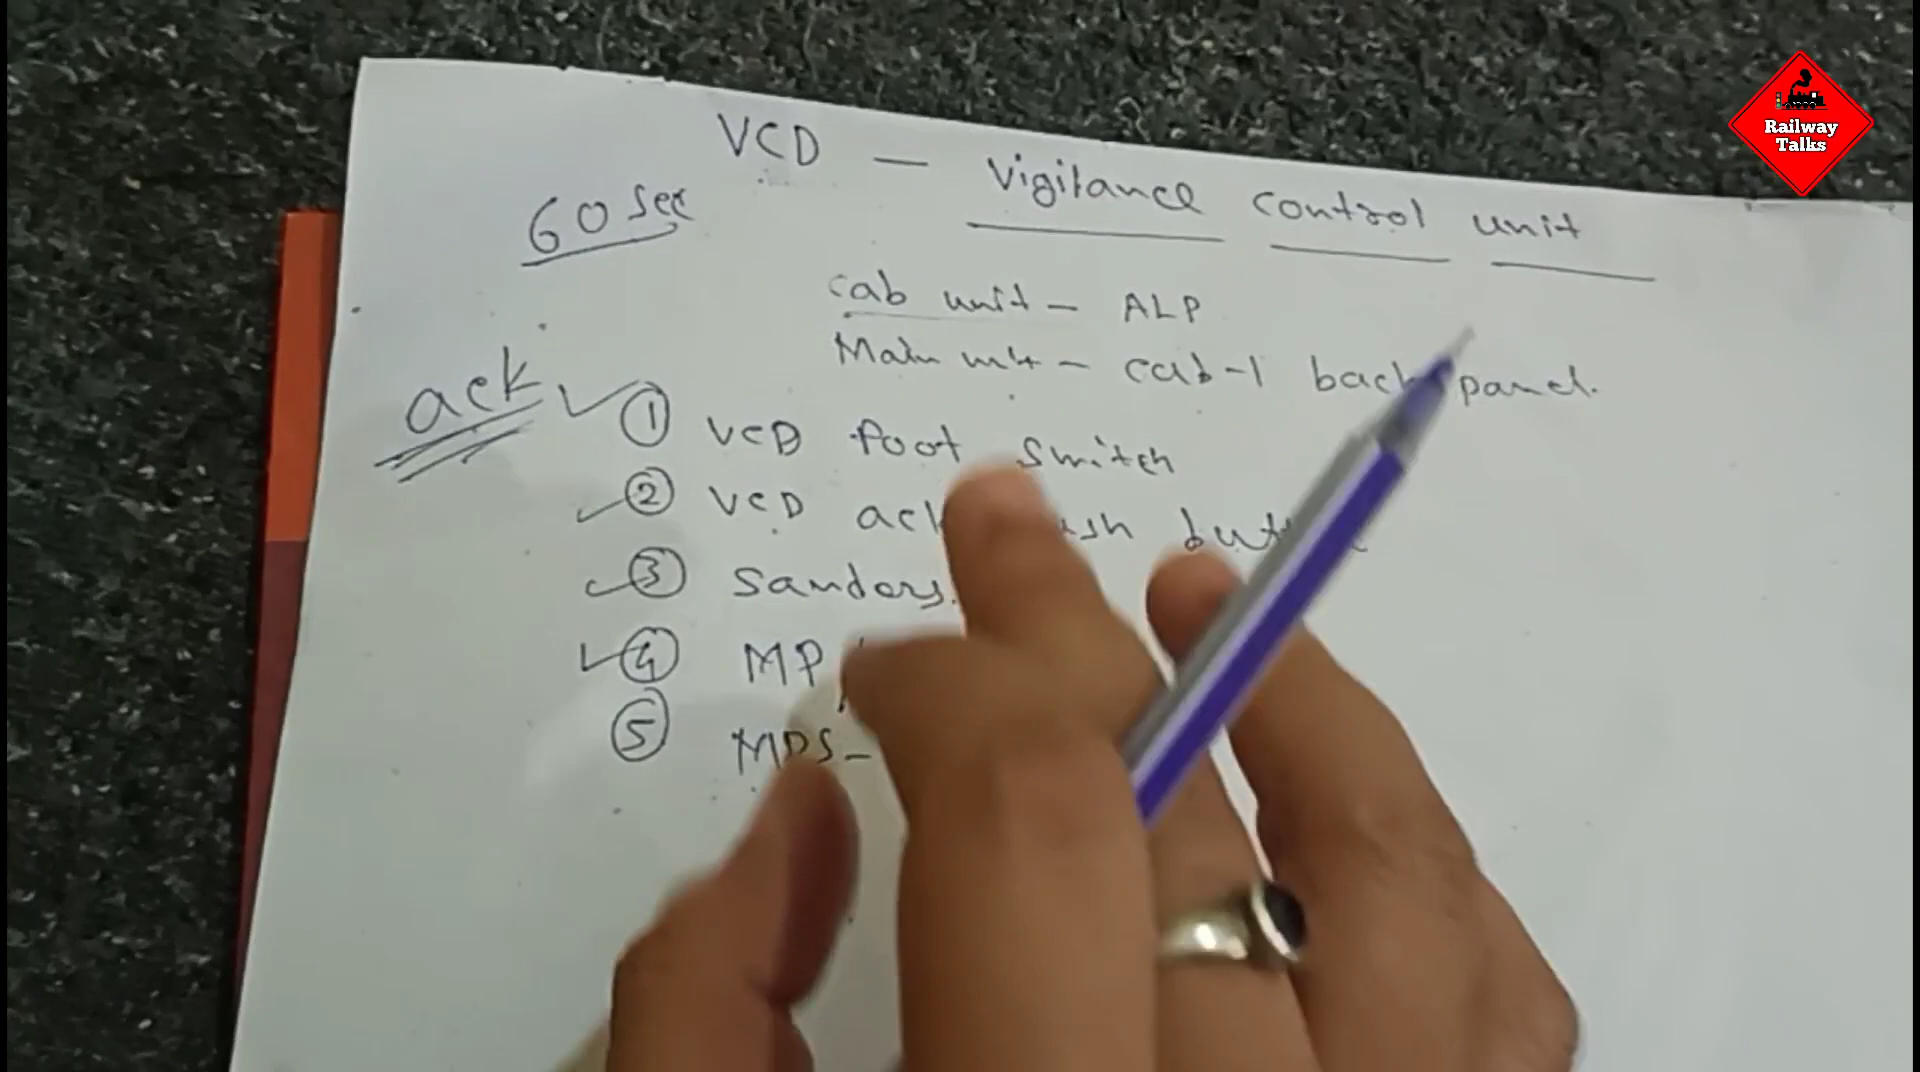 VCD — Vigilance control unit
60 sec
cab unit - ALP
Main unit - cab-1 back panel.
ack
① VCD foot switch
② VCD ack
③ Sanders.
④ MP
⑤ MPS-
Railway
Talks